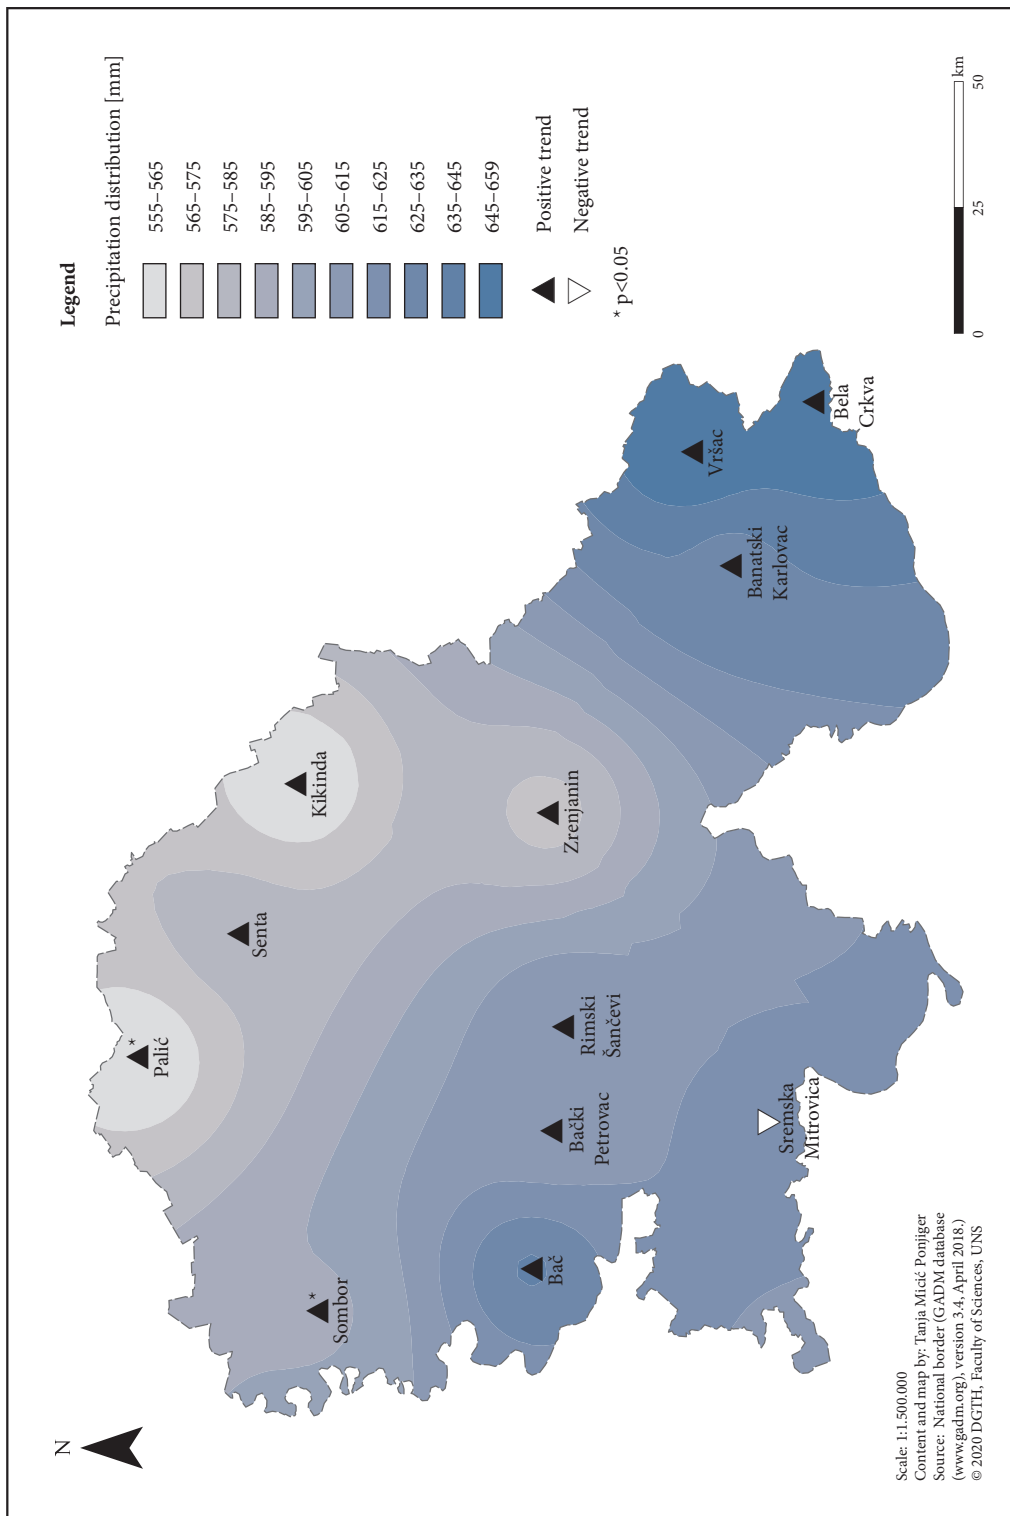 N
Legend
Precipitation distribution [mm]
555–565
565–575
575–585
585–595
595–605
605–615
615–625
625–635
635–645
645–659
Positive trend
Negative trend
* p<0.05
Palić
*
Senta
Kikinda
Sombor
*
Bač
Bački
Petrovac
Rimski
Šančevi
Zrenjanin
Sremska
Mitrovica
Banatski
Karlovac
Vršac
Bela
Crkva
Scale: 1:1.500.000
Content and map by: Tanja Micić Ponjiger
Source: National border (GADM database
(www.gadm.org), version 3.4, April 2018.)
© 2020 DGTH, Faculty of Sciences, UNS
0
25
50
km